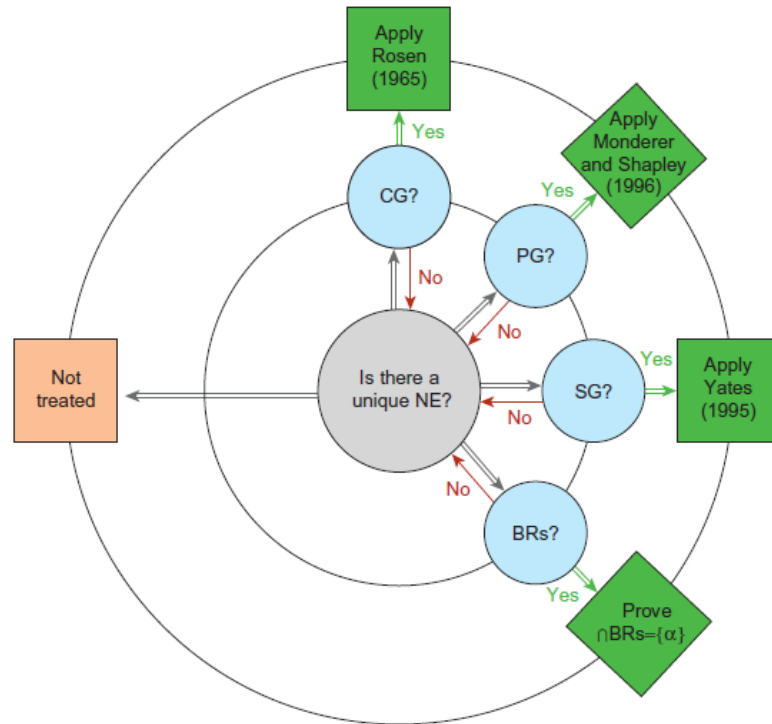 Apply
Rosen
(1965)
Yes
Apply
Monderer
and Shapley
(1996)
CG?
Yes
PG?
No
No
Not
treated
Is there a
unique NE?
Yes
SG?
Apply
Yates
(1995)
No
No
BRs?
Yes
Prove
∩BRs={α}